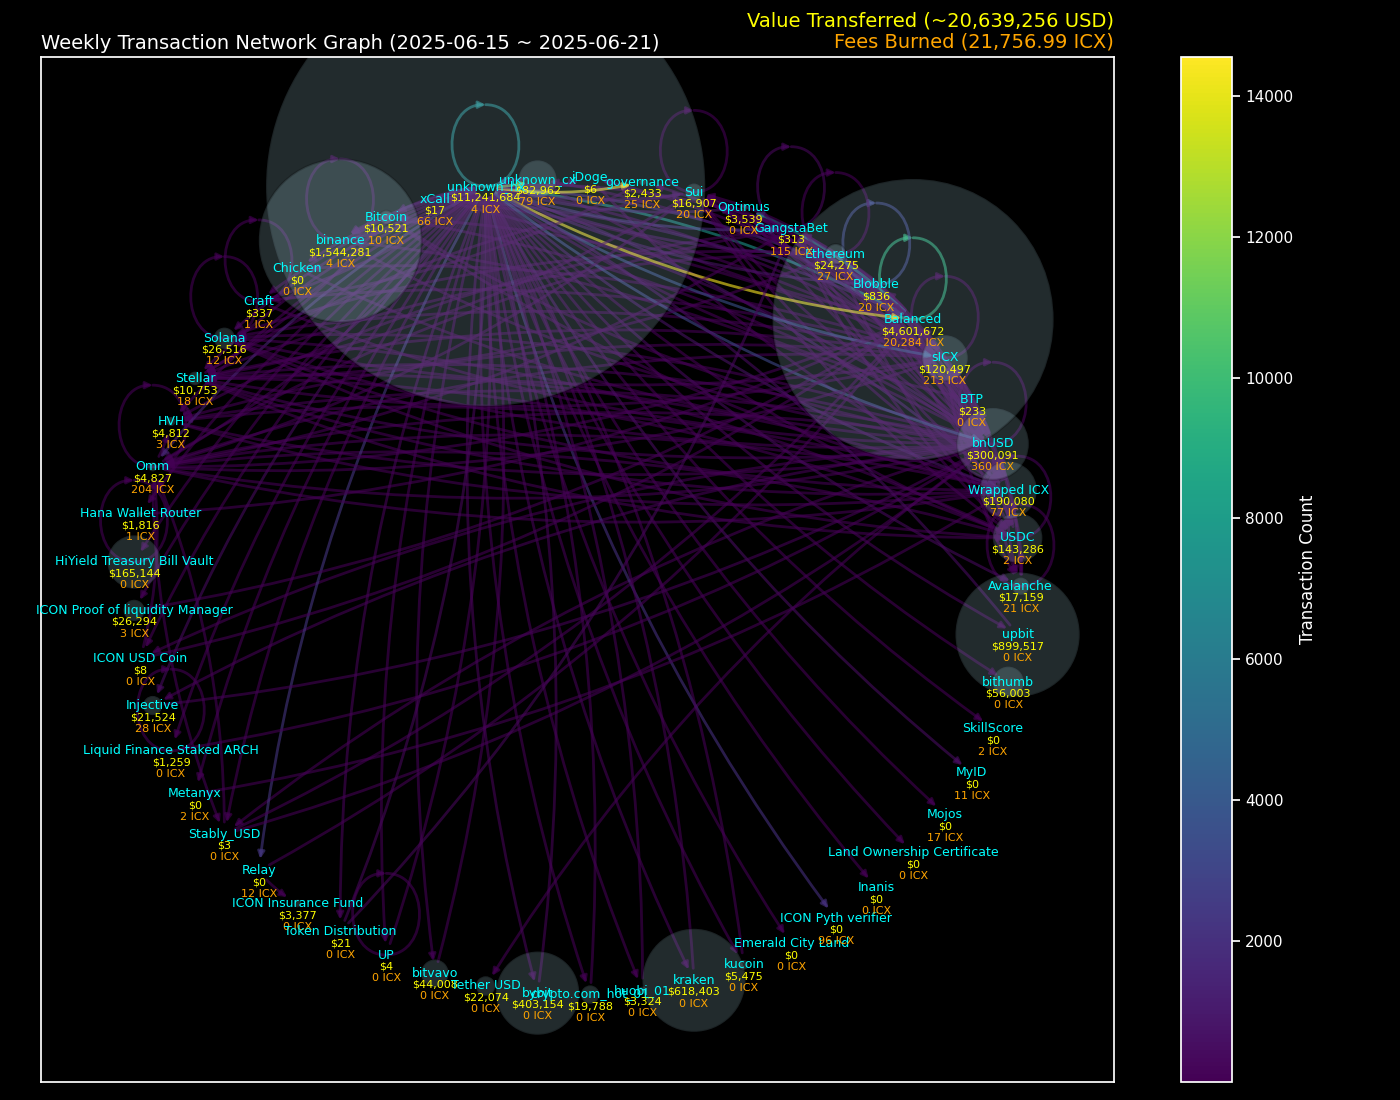 Value Transferred (~20,639,256 USD)
Weekly Transaction Network Graph (2025-06-15 ~ 2025-06-21)
Fees Burned (21,756.99 ICX)
unknown_cx
$82,962
79 ICX
iDoge
$6
0 ICX
governance
$2,433
25 ICX
Sui
$16,907
20 ICX
Optimus
$3,539
0 ICX
GangstaBet
$313
115 ICX
Ethereum
$24,275
27 ICX
Blobble
$836
20 ICX
Balanced
$4,601,672
20,284 ICX
sICX
$120,497
213 ICX
BTP
$233
0 ICX
bnUSD
$300,091
360 ICX
Wrapped ICX
$190,080
77 ICX
USDC
$143,286
2 ICX
Avalanche
$17,159
21 ICX
upbit
$899,517
0 ICX
bithumb
$56,003
0 ICX
SkillScore
$0
2 ICX
MyID
$0
11 ICX
Mojos
$0
17 ICX
Land Ownership Certificate
$0
0 ICX
Inanis
$0
0 ICX
ICON Pyth verifier
$0
96 ICX
Emerald City Land
$0
0 ICX
kucoin
$5,475
0 ICX
kraken
$618,403
0 ICX
$3,324
0 ICX
$19,788
0 ICX
bybit
$403,154
0 ICX
Tether USD
$22,074
0 ICX
bitvavo
$44,008
0 ICX
UP
$4
0 ICX
Token Distribution
$21
0 ICX
ICON Insurance Fund
$3,377
0 ICX
Relay
$0
12 ICX
Stably_USD
$3
0 ICX
Metanyx
$0
2 ICX
Liquid Finance Staked ARCH
$1,259
0 ICX
Injective
$21,524
28 ICX
ICON USD Coin
$8
0 ICX
ICON Proof of liquidity Manager
$26,294
3 ICX
HiYield Treasury Bill Vault
$165,144
0 ICX
Hana Wallet Router
$1,816
1 ICX
Omm
$4,827
204 ICX
HVH
$4,812
3 ICX
Stellar
$10,753
18 ICX
Solana
$26,516
12 ICX
Craft
$337
1 ICX
Chicken
$0
0 ICX
binance
$1,544,281
4 ICX
Bitcoin
$10,521
10 ICX
xCall
$17
66 ICX
$11,241,684
4 ICX
14000
12000
10000
8000
6000
4000
2000
Transaction Count